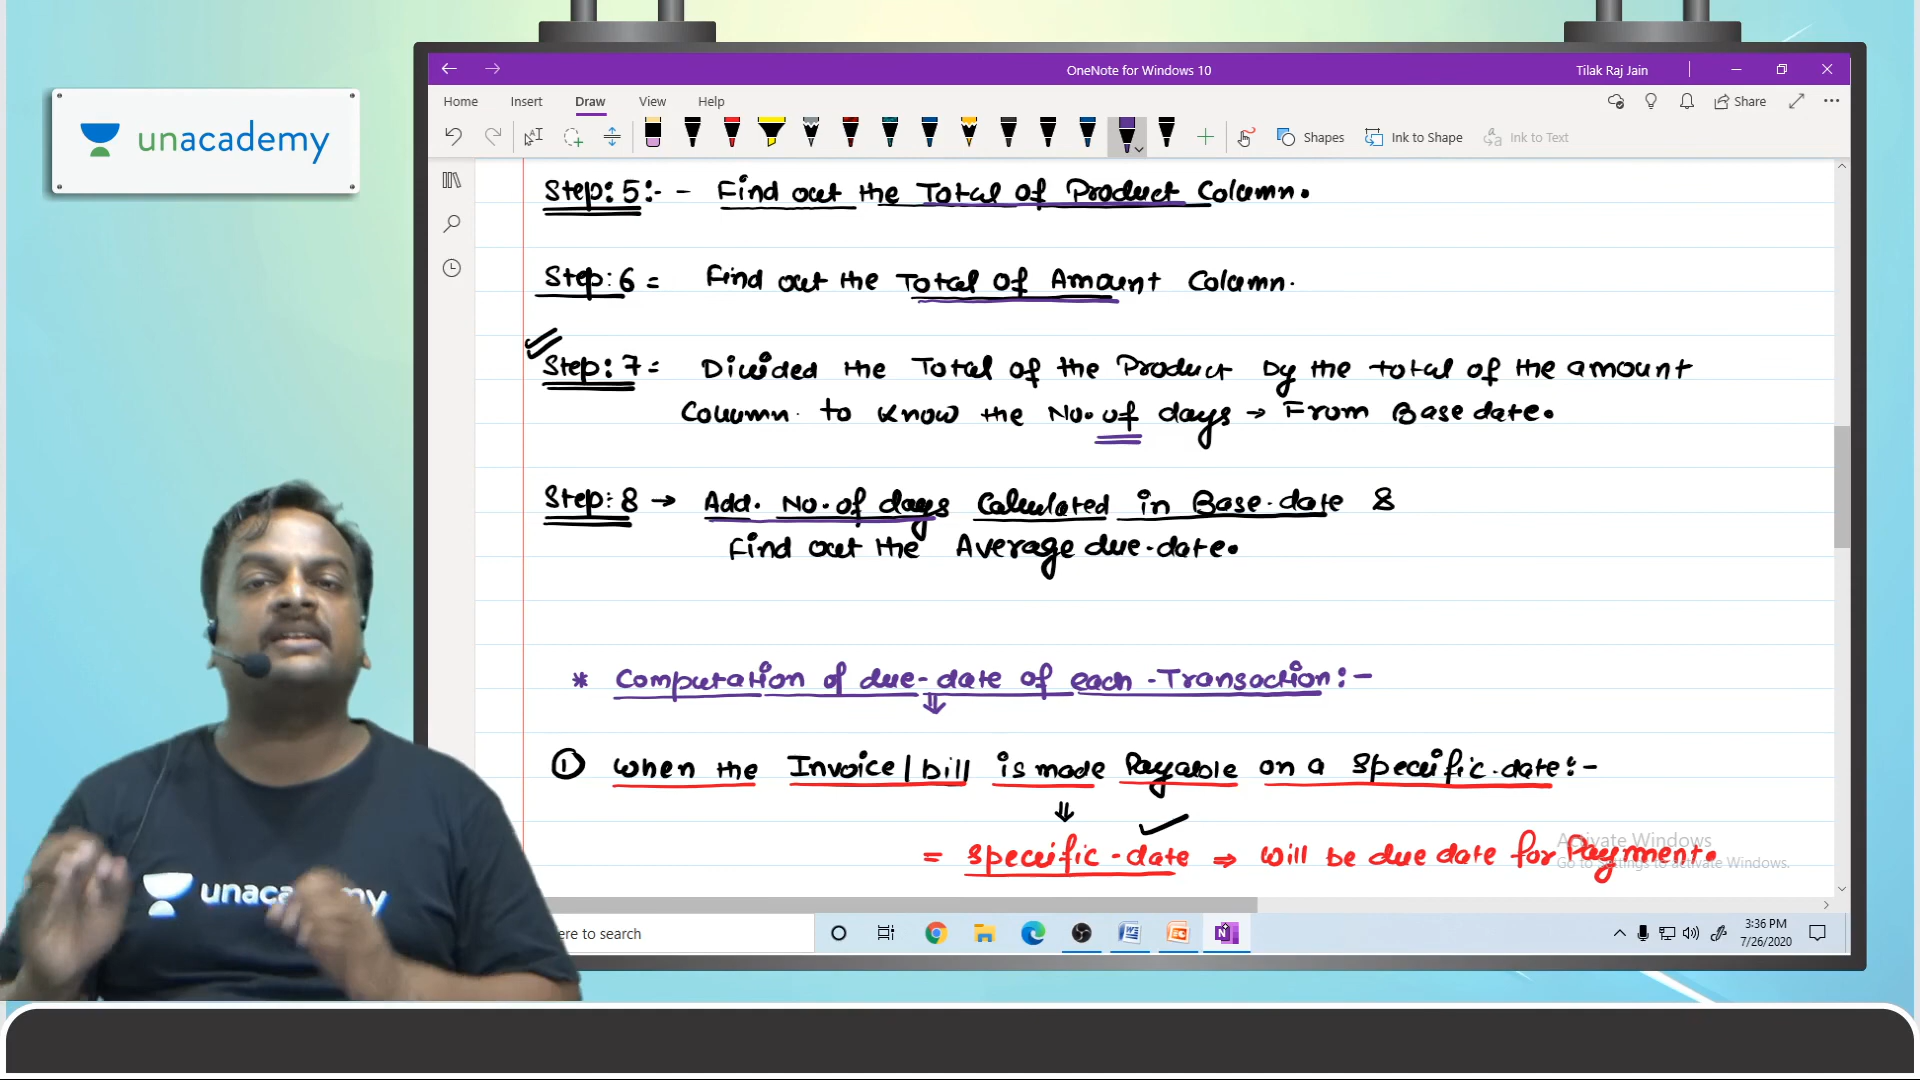 unacademy
OneNote for Windows 10
Tilak Raj Jain
Home Insert Draw View Help
Share
Shapes Ink to Shape Ink to Text
Step: 5:- - Find out the Total of Product Column.
Step: 6 = Find out the Total of Amount Column.
Step: 7 = Divided the Total of the Product by the total of the amount
Column to know the No. of days → From Base date.
Step: 8 → Add. No. of days Calculated in Base-date &
Find out the Average due-date.
* Computation of due-date of each -Transaction:-
① When the Invoice/bill is made Payable on a Specific-date:-
= Specific-date ⇒ will be due date for Payment.
Activate Windows
Go to Settings to activate Windows.
unacademy
ere to search
3:36 PM
7/26/2020